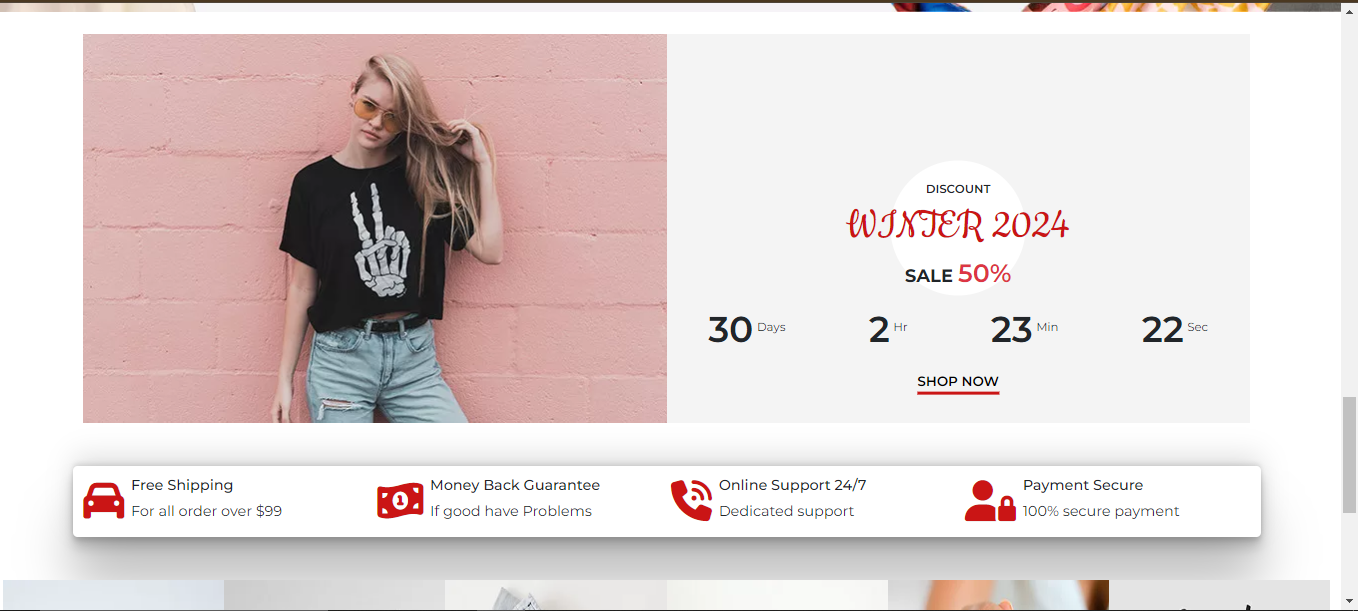 DISCOUNT
WINTER 2024
SALE 50%
30 Days 2 Hr 23 Min 22 Sec
SHOP NOW
Free Shipping
For all order over $99
Money Back Guarantee
If good have Problems
Online Support 24/7
Dedicated support
Payment Secure
100% secure payment